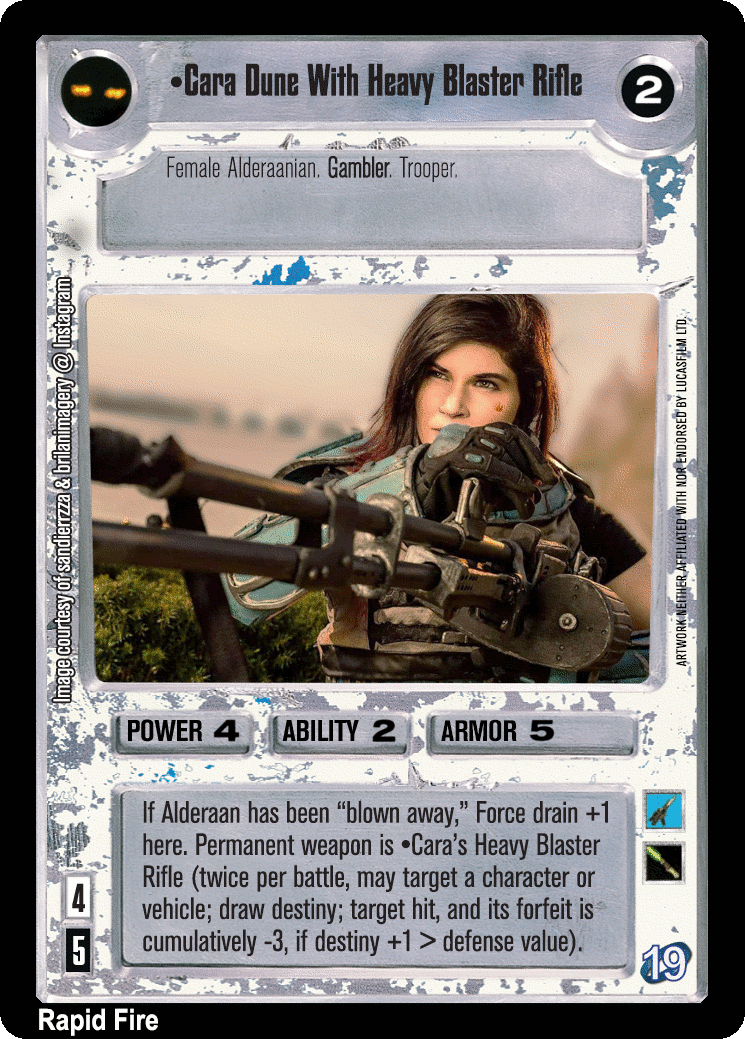 •Cara Dune With Heavy Blaster Rifle
2
Female Alderaanian. Gambler. Trooper.
Image courtesy of sandierrzza & brilanimagery @ Instagram
ARTWORK NEITHER AFFILIATED WITH NOR ENDORSED BY LUCASFILM LTD.
POWER 4
ABILITY 2
ARMOR 5
If Alderaan has been “blown away,” Force drain +1
here. Permanent weapon is •Cara’s Heavy Blaster
Rifle (twice per battle, may target a character or
vehicle; draw destiny; target hit, and its forfeit is
cumulatively -3, if destiny +1 > defense value).
4
5
19
Rapid Fire